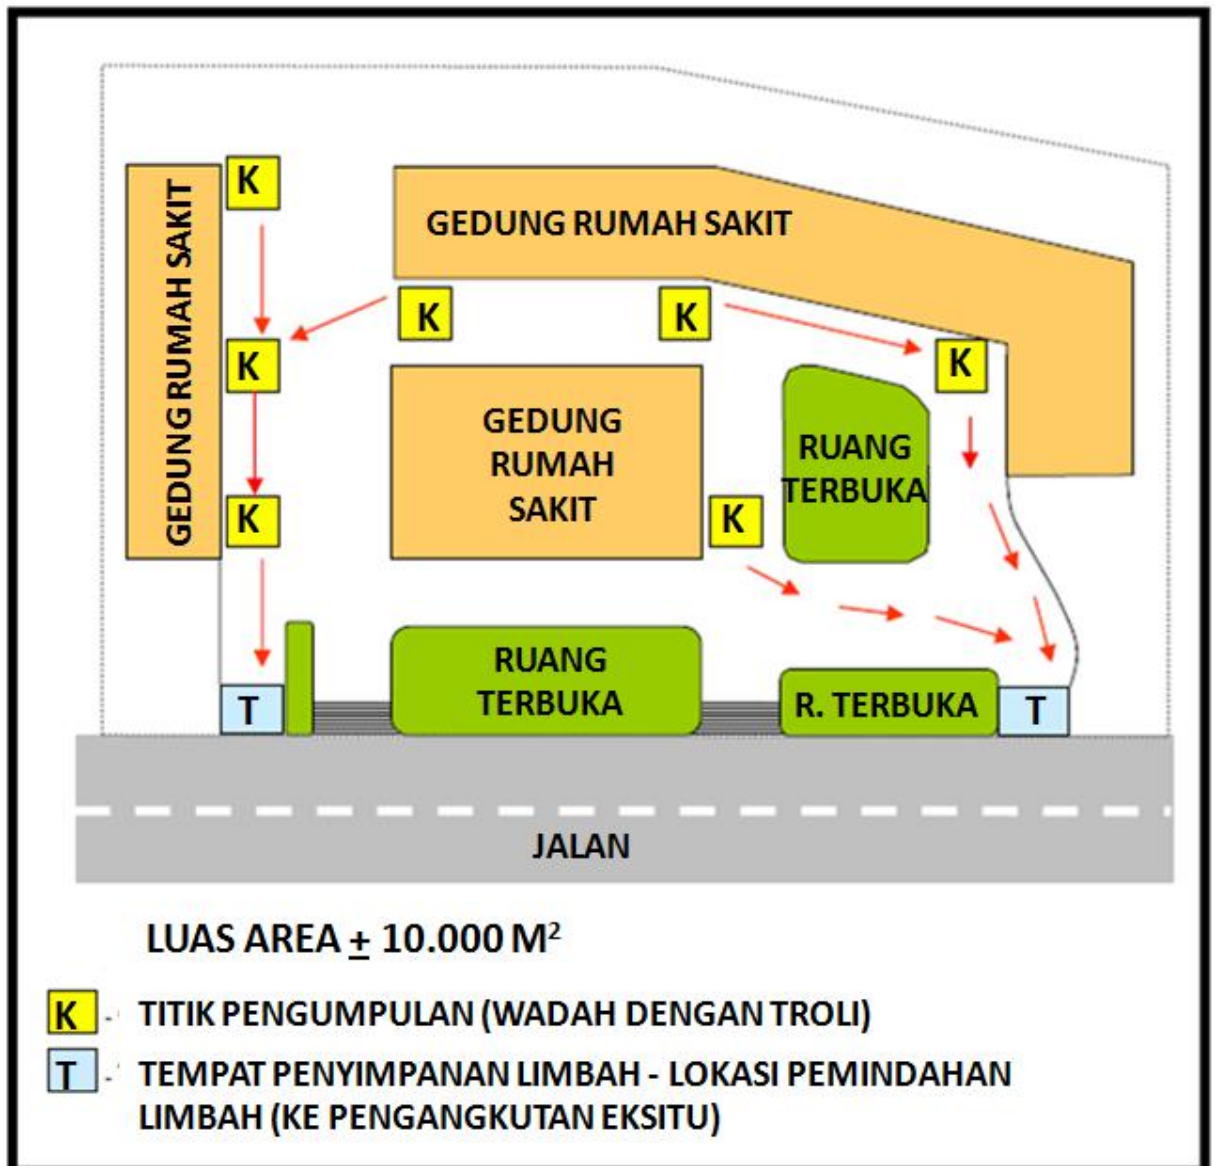 K
GEDUNG RUMAH SAKIT
GEDUNG RUMAH SAKIT
K
K
K
K
GEDUNG
RUMAH
SAKIT
RUANG
TERBUKA
K
K
RUANG
TERBUKA
R. TERBUKA
T
T
JALAN
LUAS AREA ± 10.000 M²
K - TITIK PENGUMPULAN (WADAH DENGAN TROLI)
T - TEMPAT PENYIMPANAN LIMBAH - LOKASI PEMINDAHAN
LIMBAH (KE PENGANGKUTAN EKSITU)